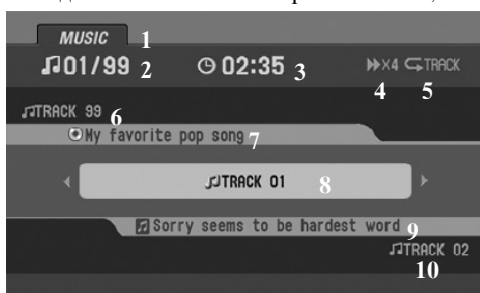 MUSIC 1
01/99 2 02:35 3 ×4 TRACK
4 5
TRACK 99 6
My favorite pop song 7
TRACK 01 8
Sorry seems to be hardest word 9
TRACK 02
10